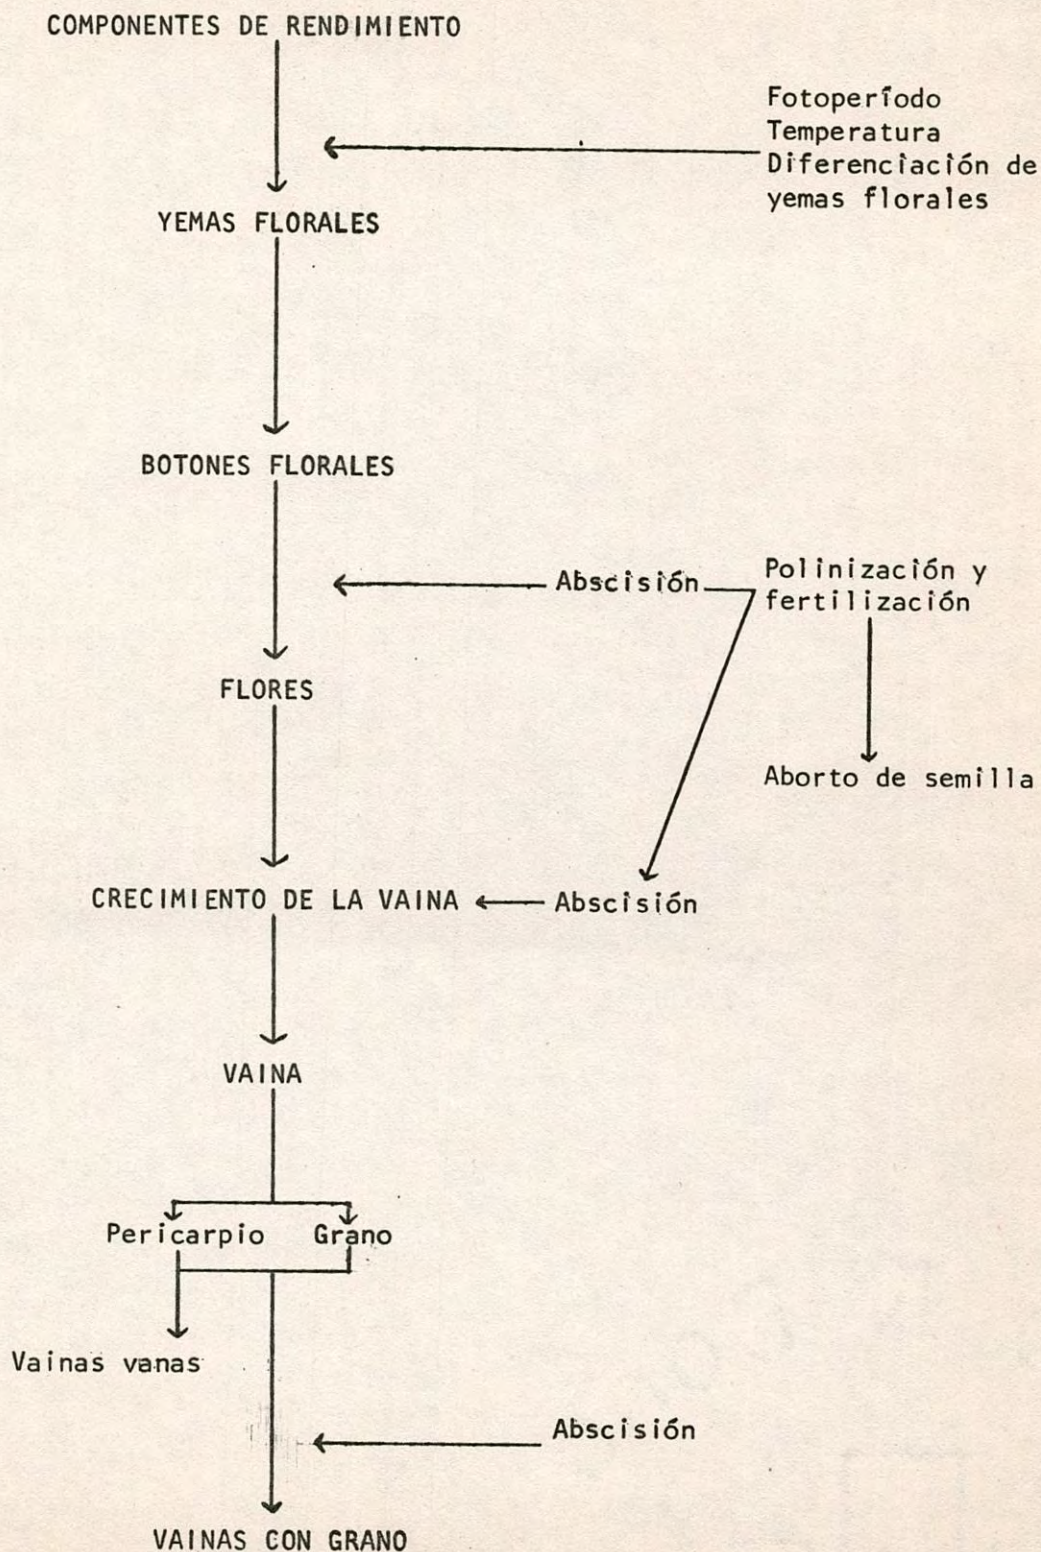 COMPONENTES DE RENDIMIENTO
Fotoperíodo
Temperatura
Diferenciación de
yemas florales
YEMAS FLORALES
BOTONES FLORALES
Abscisión
Polinización y
fertilización
FLORES
Aborto de semilla
CRECIMIENTO DE LA VAINA
Abscisión
VAINA
Pericarpio
Grano
Vainas vanas
Abscisión
VAINAS CON GRANO